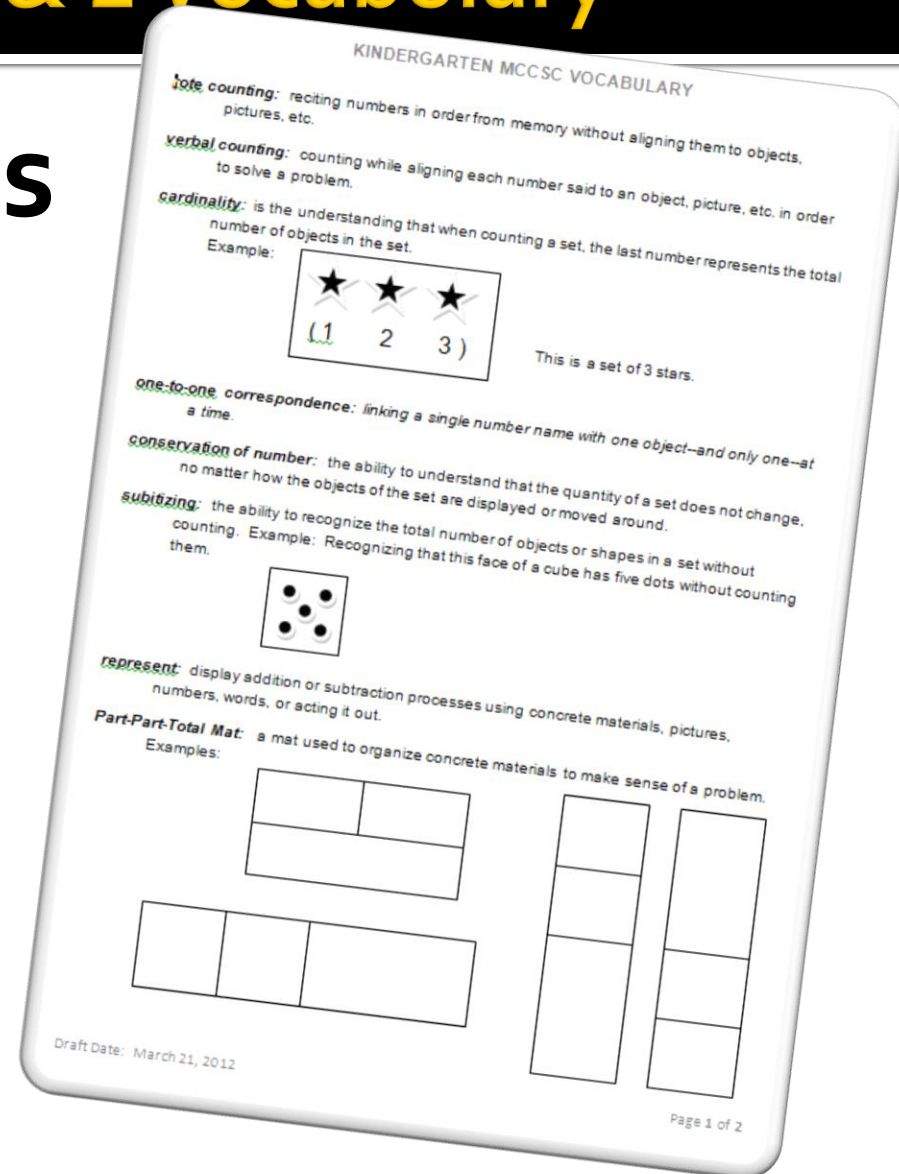 & 2 Vocabulary
s
KINDERGARTEN MCCSC VOCABULARY
rote counting: reciting numbers in order from memory without aligning them to objects,
pictures, etc.
verbal counting: counting while aligning each number said to an object, picture, etc. in order
to solve a problem.
cardinality: is the understanding that when counting a set, the last number represents the total
number of objects in the set.
Example:
(1 2 3)
This is a set of 3 stars.
one-to-one correspondence: linking a single number name with one object--and only one--at
a time.
conservation of number: the ability to understand that the quantity of a set does not change,
no matter how the objects of the set are displayed or moved around.
subitizing: the ability to recognize the total number of objects or shapes in a set without
counting. Example: Recognizing that this face of a cube has five dots without counting
them.
represent: display addition or subtraction processes using concrete materials, pictures,
numbers, words, or acting it out.
Part-Part-Total Mat: a mat used to organize concrete materials to make sense of a problem.
Examples:
Draft Date: March 21, 2012
Page 1 of 2